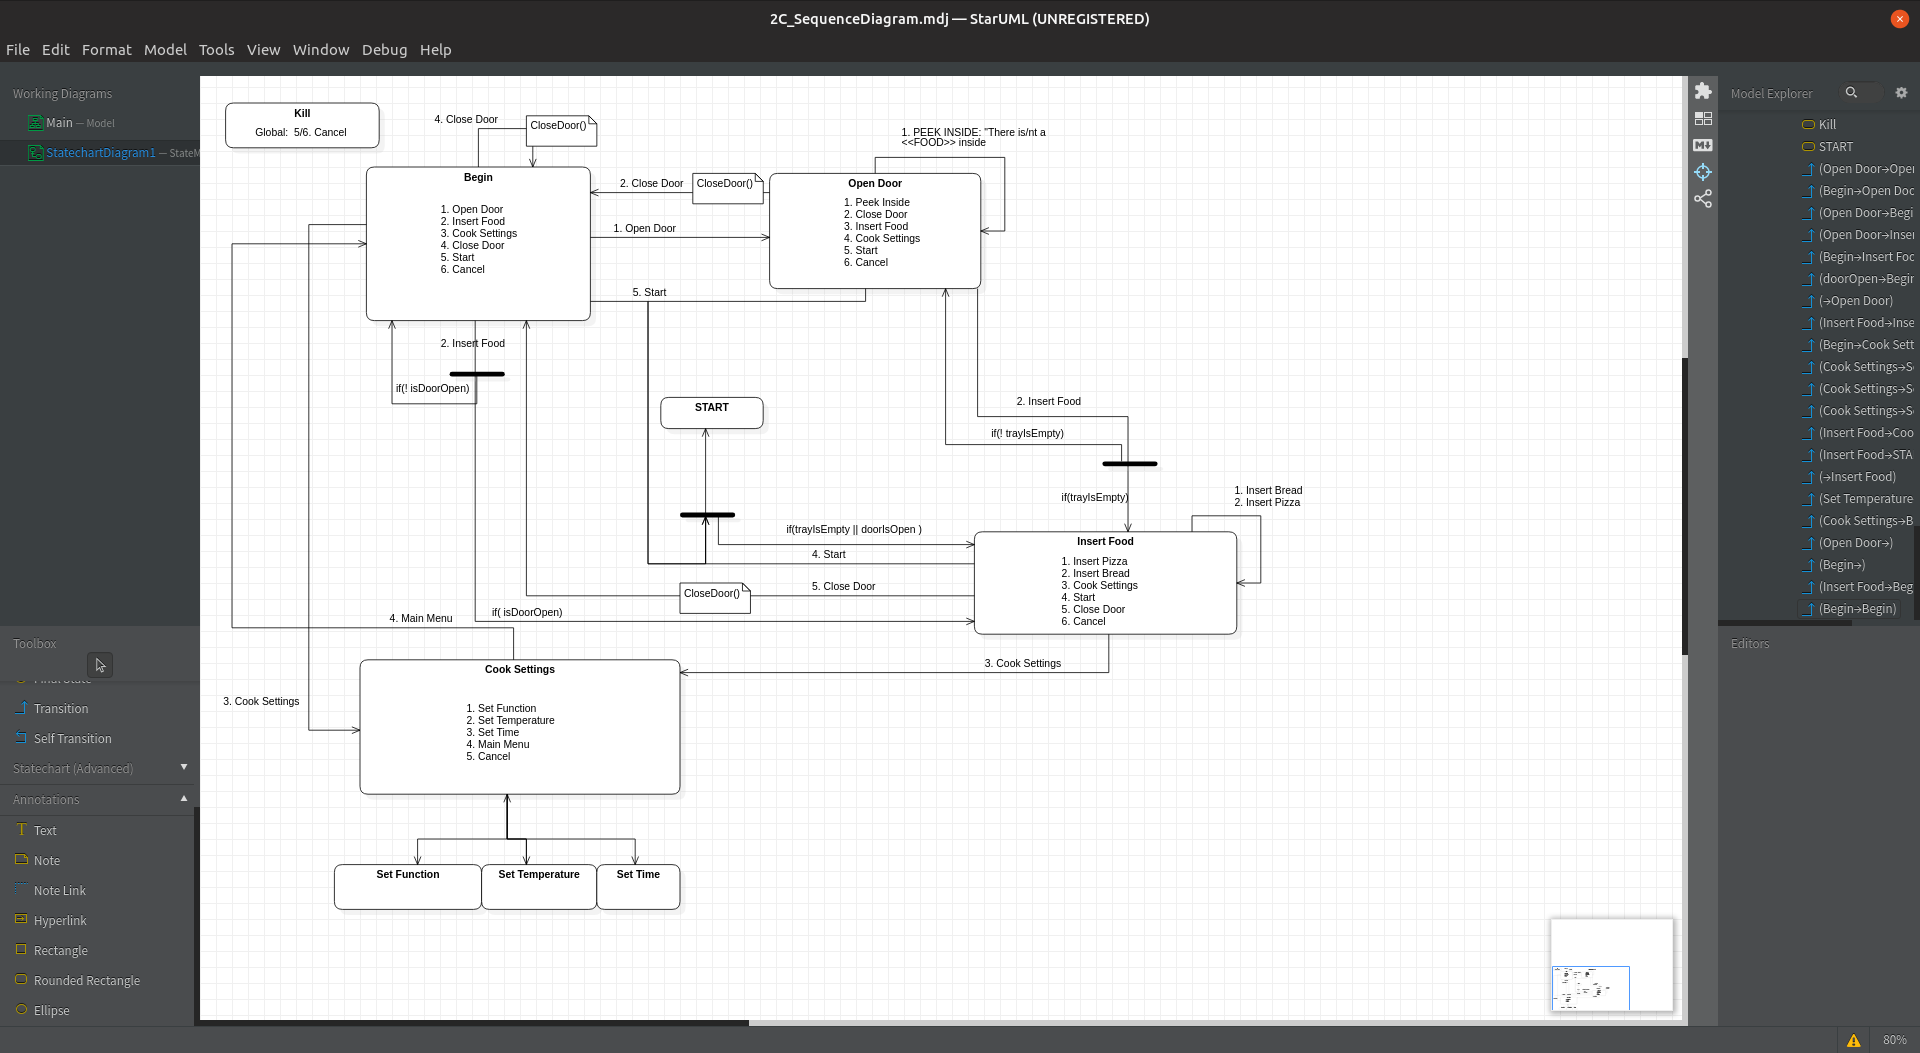 2C_SequenceDiagram.mdj — StarUML (UNREGISTERED)
File Edit Format Model Tools View Window Debug Help
Working Diagrams
Main — Model
StatechartDiagram1 — StateM
Toolbox
Transition
Self Transition
Statechart (Advanced)
Annotations
Text
Note
Note Link
Hyperlink
Rectangle
Rounded Rectangle
Ellipse
Kill
Global: 5/6. Cancel
4. Close Door
CloseDoor()
Begin
1. Open Door
2. Insert Food
3. Cook Settings
4. Close Door
5. Start
6. Cancel
2. Close Door
CloseDoor()
1. Open Door
5. Start
1. PEEK INSIDE: "There is/nt a
<<FOOD>> inside
Open Door
1. Peek Inside
2. Close Door
3. Insert Food
4. Cook Settings
5. Start
6. Cancel
2. Insert Food
if(! isDoorOpen)
START
2. Insert Food
if(! trayIsEmpty)
if(trayIsEmpty)
1. Insert Bread
2. Insert Pizza
if(trayIsEmpty || doorIsOpen )
4. Start
Insert Food
1. Insert Pizza
2. Insert Bread
3. Cook Settings
4. Start
5. Close Door
6. Cancel
CloseDoor()
5. Close Door
if( isDoorOpen)
4. Main Menu
3. Cook Settings
3. Cook Settings
Cook Settings
1. Set Function
2. Set Temperature
3. Set Time
4. Main Menu
5. Cancel
Set Function
Set Temperature
Set Time
Model Explorer
Kill
START
(Open Door→Open
(Begin→Open Doc
(Open Door→Begi
(Open Door→Inser
(Begin→Insert Foc
(doorOpen→Begin
(→Open Door)
(Insert Food→Inse
(Begin→Cook Sett
(Cook Settings→S
(Cook Settings→S
(Cook Settings→S
(Insert Food→Coo
(Insert Food→STA
(→Insert Food)
(Set Temperature
(Cook Settings→B
(Open Door→)
(Begin→)
(Insert Food→Beg
(Begin→Begin)
Editors
80%